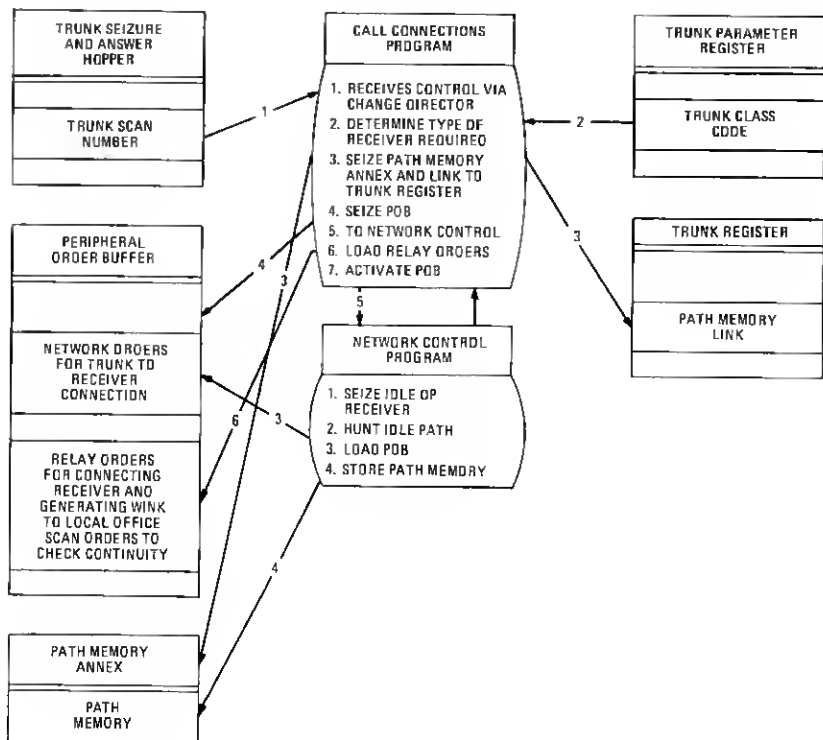 TRUNK SEIZURE
AND ANSWER
HOPPER
TRUNK SCAN
NUMBER
PERIPHERAL
ORDER BUFFER
NETWORK ORDERS
FOR TRUNK TO
RECEIVER
CONNECTION
RELAY ORDERS
FOR CONNECTING
RECEIVER AND
GENERATING WINK
TO LOCAL OFFICE
SCAN ORDERS TO
CHECK CONTINUITY
PATH MEMORY
ANNEX
PATH
MEMORY
CALL CONNECTIONS
PROGRAM
1. RECEIVES CONTROL VIA
CHANGE DIRECTOR
2. DETERMINE TYPE OF
RECEIVER REQUIRED
3. SEIZE PATH MEMORY
ANNEX AND LINK TO
TRUNK REGISTER
4. SEIZE POB
5. TO NETWORK CONTROL
6. LOAD RELAY ORDERS
7. ACTIVATE POB
NETWORK CONTROL
PROGRAM
1. SEIZE IDLE OP
RECEIVER
2. HUNT IDLE PATH
3. LOAD POB
4. STORE PATH MEMORY
TRUNK PARAMETER
REGISTER
TRUNK CLASS
CODE
TRUNK REGISTER
PATH MEMORY
LINK
1
2
3
4
3
5
6
3
4